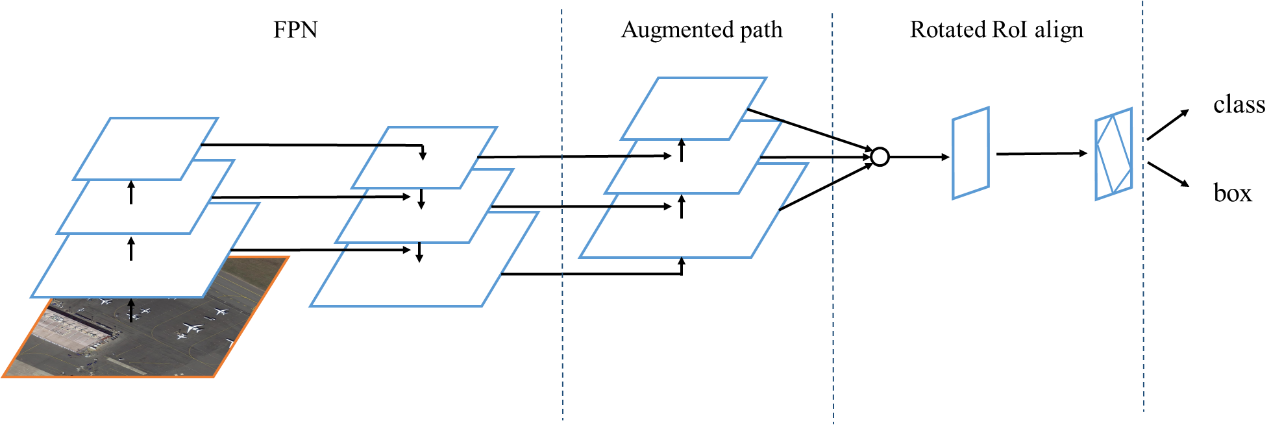 FPN
Augmented path
Rotated RoI align
class
box